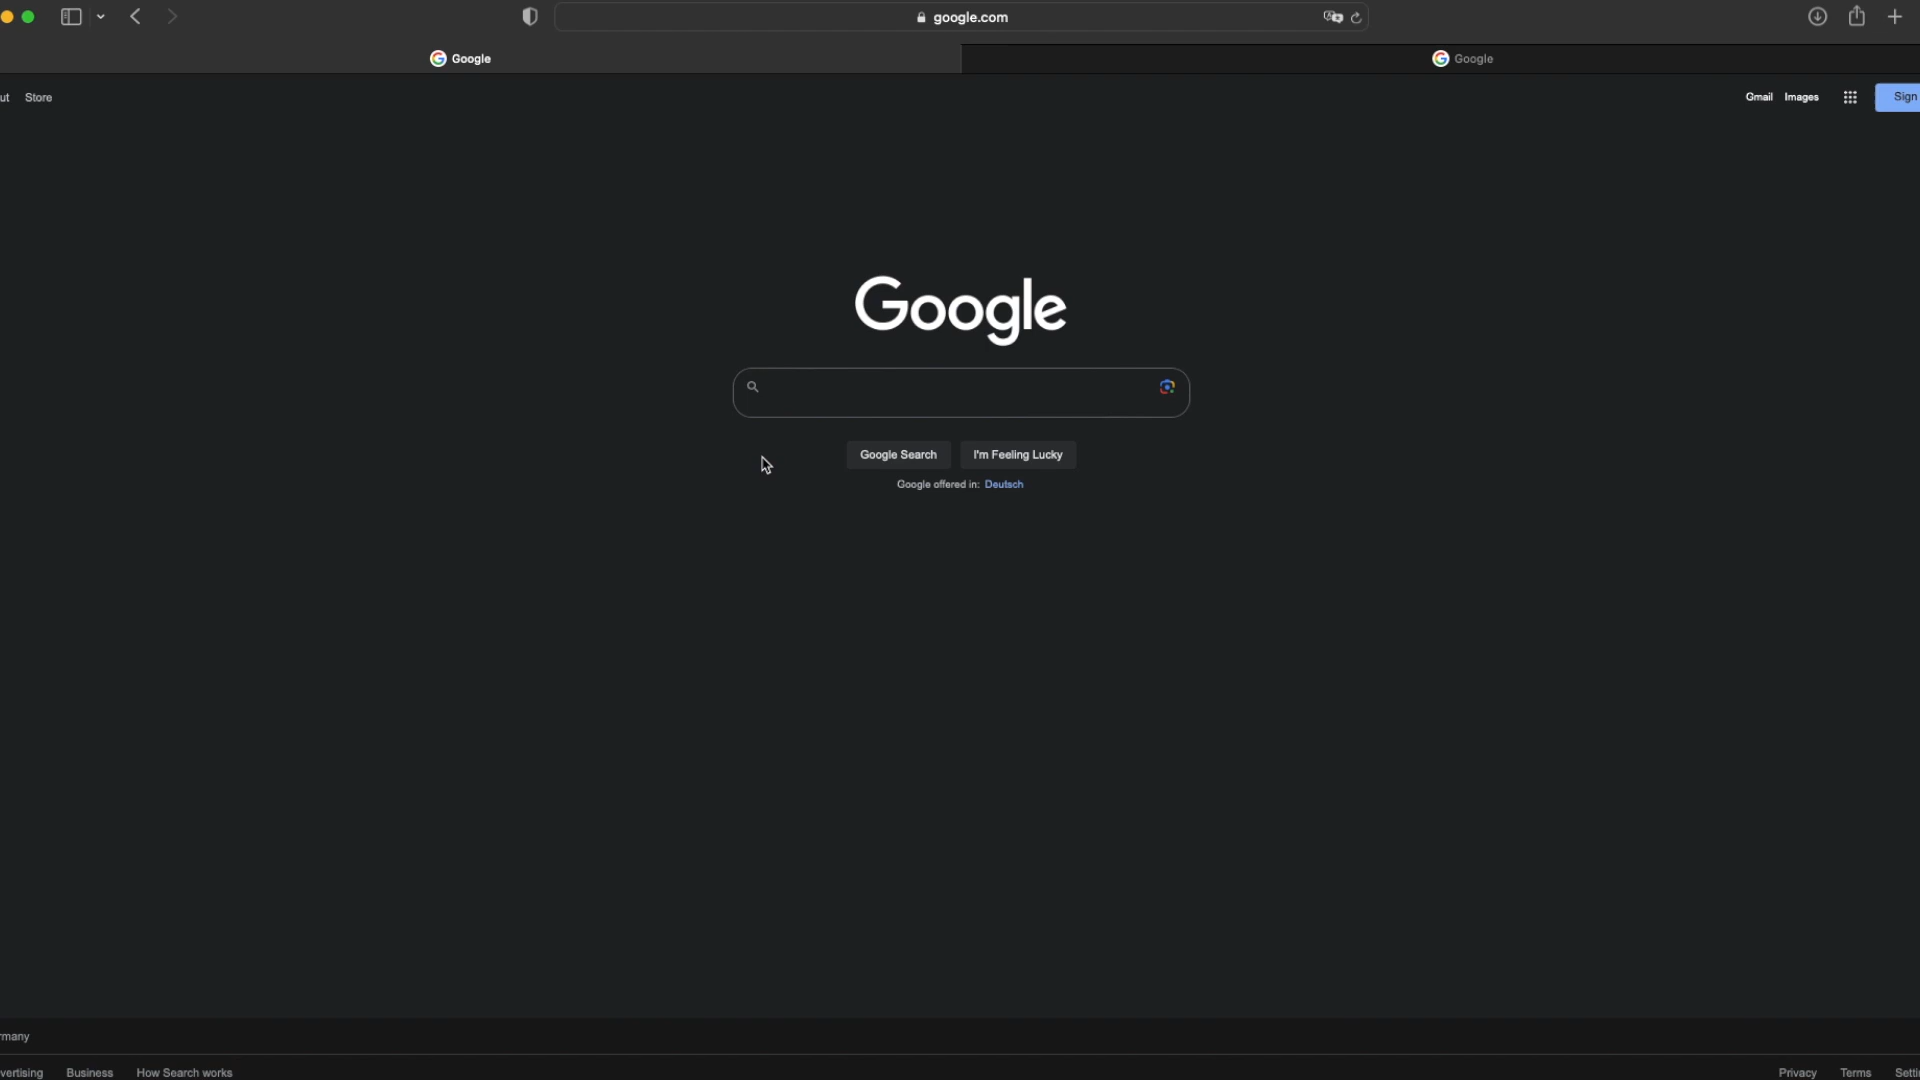 google.com
Google
Google
ut Store
Gmail Images
Sign
Google
Google Search
I'm Feeling Lucky
Google offered in: Deutsch
rmany
vertising Business How Search works
Privacy Terms Setti